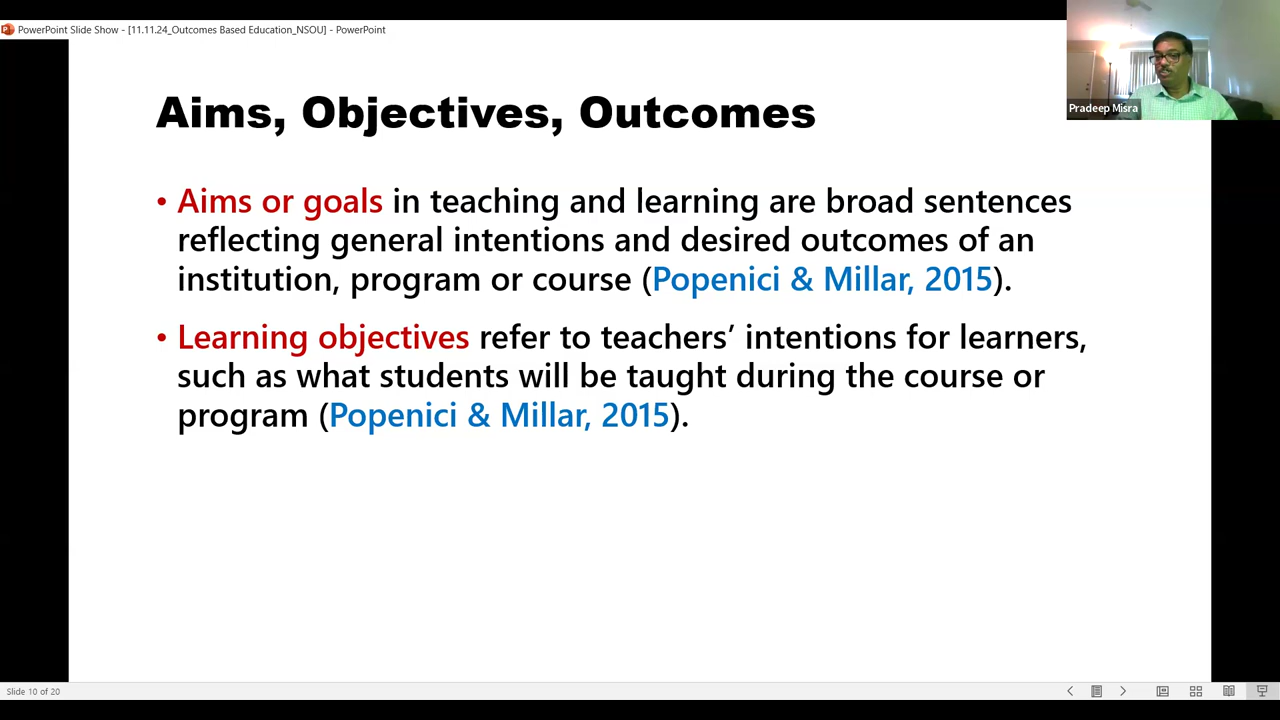 PowerPoint Slide Show - [11.11.24_Outcomes Based Education_NSOU] - PowerPoint
Pradeep Misra
Aims, Objectives, Outcomes
• Aims or goals in teaching and learning are broad sentences
reflecting general intentions and desired outcomes of an
institution, program or course (Popenici & Millar, 2015).
• Learning objectives refer to teachers’ intentions for learners,
such as what students will be taught during the course or
program (Popenici & Millar, 2015).
Slide 10 of 20